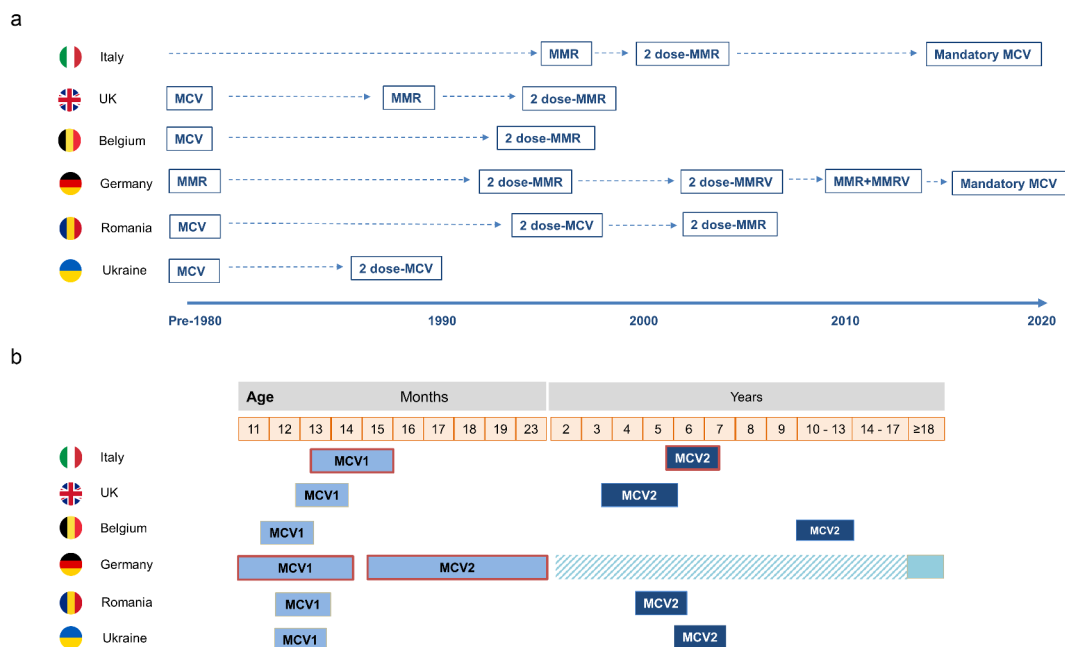 a
Italy MMR 2 dose-MMR Mandatory MCV
UK MCV MMR 2 dose-MMR
Belgium MCV 2 dose-MMR
Germany MMR 2 dose-MMR 2 dose-MMRV MMR+MMRV Mandatory MCV
Romania MCV 2 dose-MCV 2 dose-MMR
Ukraine MCV 2 dose-MCV
Pre-1980 1990 2000 2010 2020
b
Age Months Years
11 12 13 14 15 16 17 18 19 23 2 3 4 5 6 7 8 9 10 - 13 14 - 17 ≥18
Italy MCV1 MCV2
UK MCV1 MCV2
Belgium MCV1 MCV2
Germany MCV1 MCV2
Romania MCV1 MCV2
Ukraine MCV1 MCV2